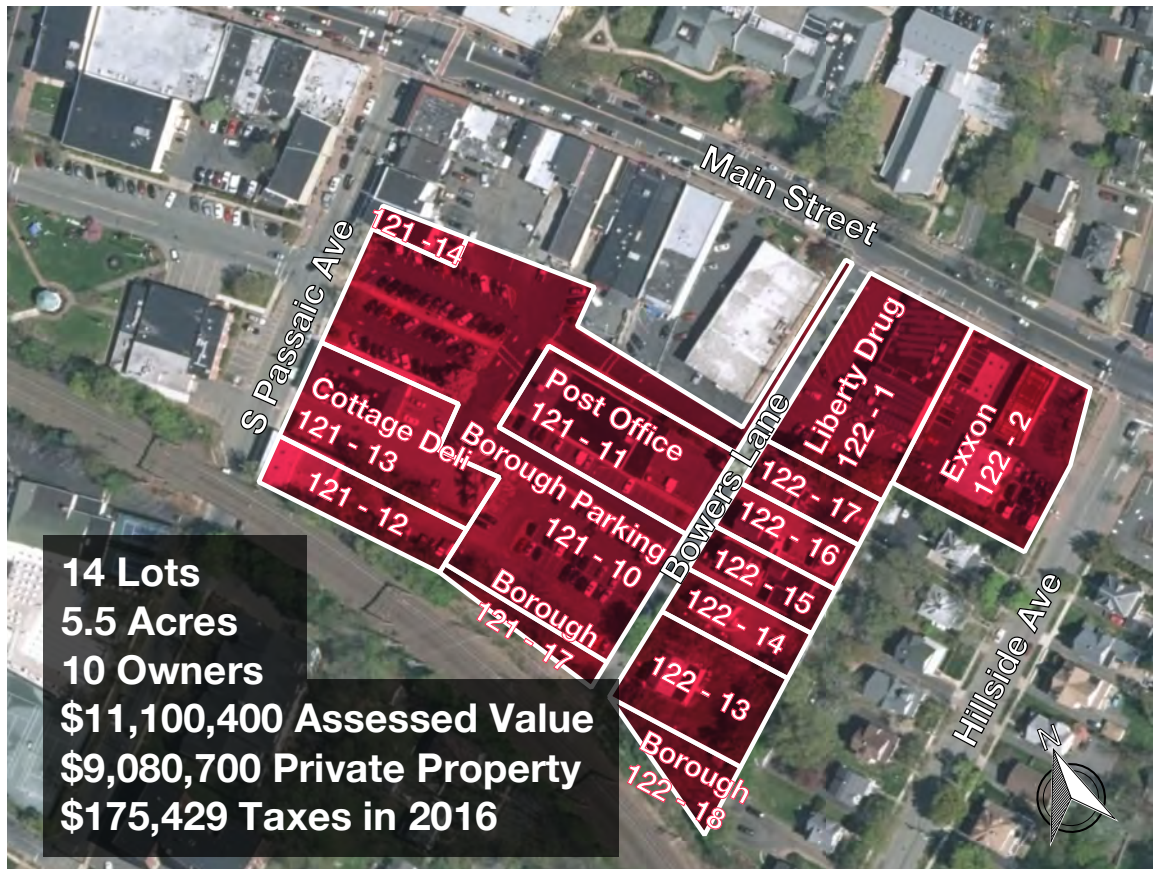 Main Street
S Passaic Ave
121 -14
Cottage Deli
121 - 13
121 - 12
Post Office
121 - 11
Borough Parking
121 - 10
Borough
121 - 17
Bowers Lane
Liberty Drug
122 - 1
Exxon
122 - 2
122 - 17
122 - 16
122 - 15
122 - 14
122 - 13
Borough
122 - 18
Hillside Ave
N
14 Lots
5.5 Acres
10 Owners
$11,100,400 Assessed Value
$9,080,700 Private Property
$175,429 Taxes in 2016